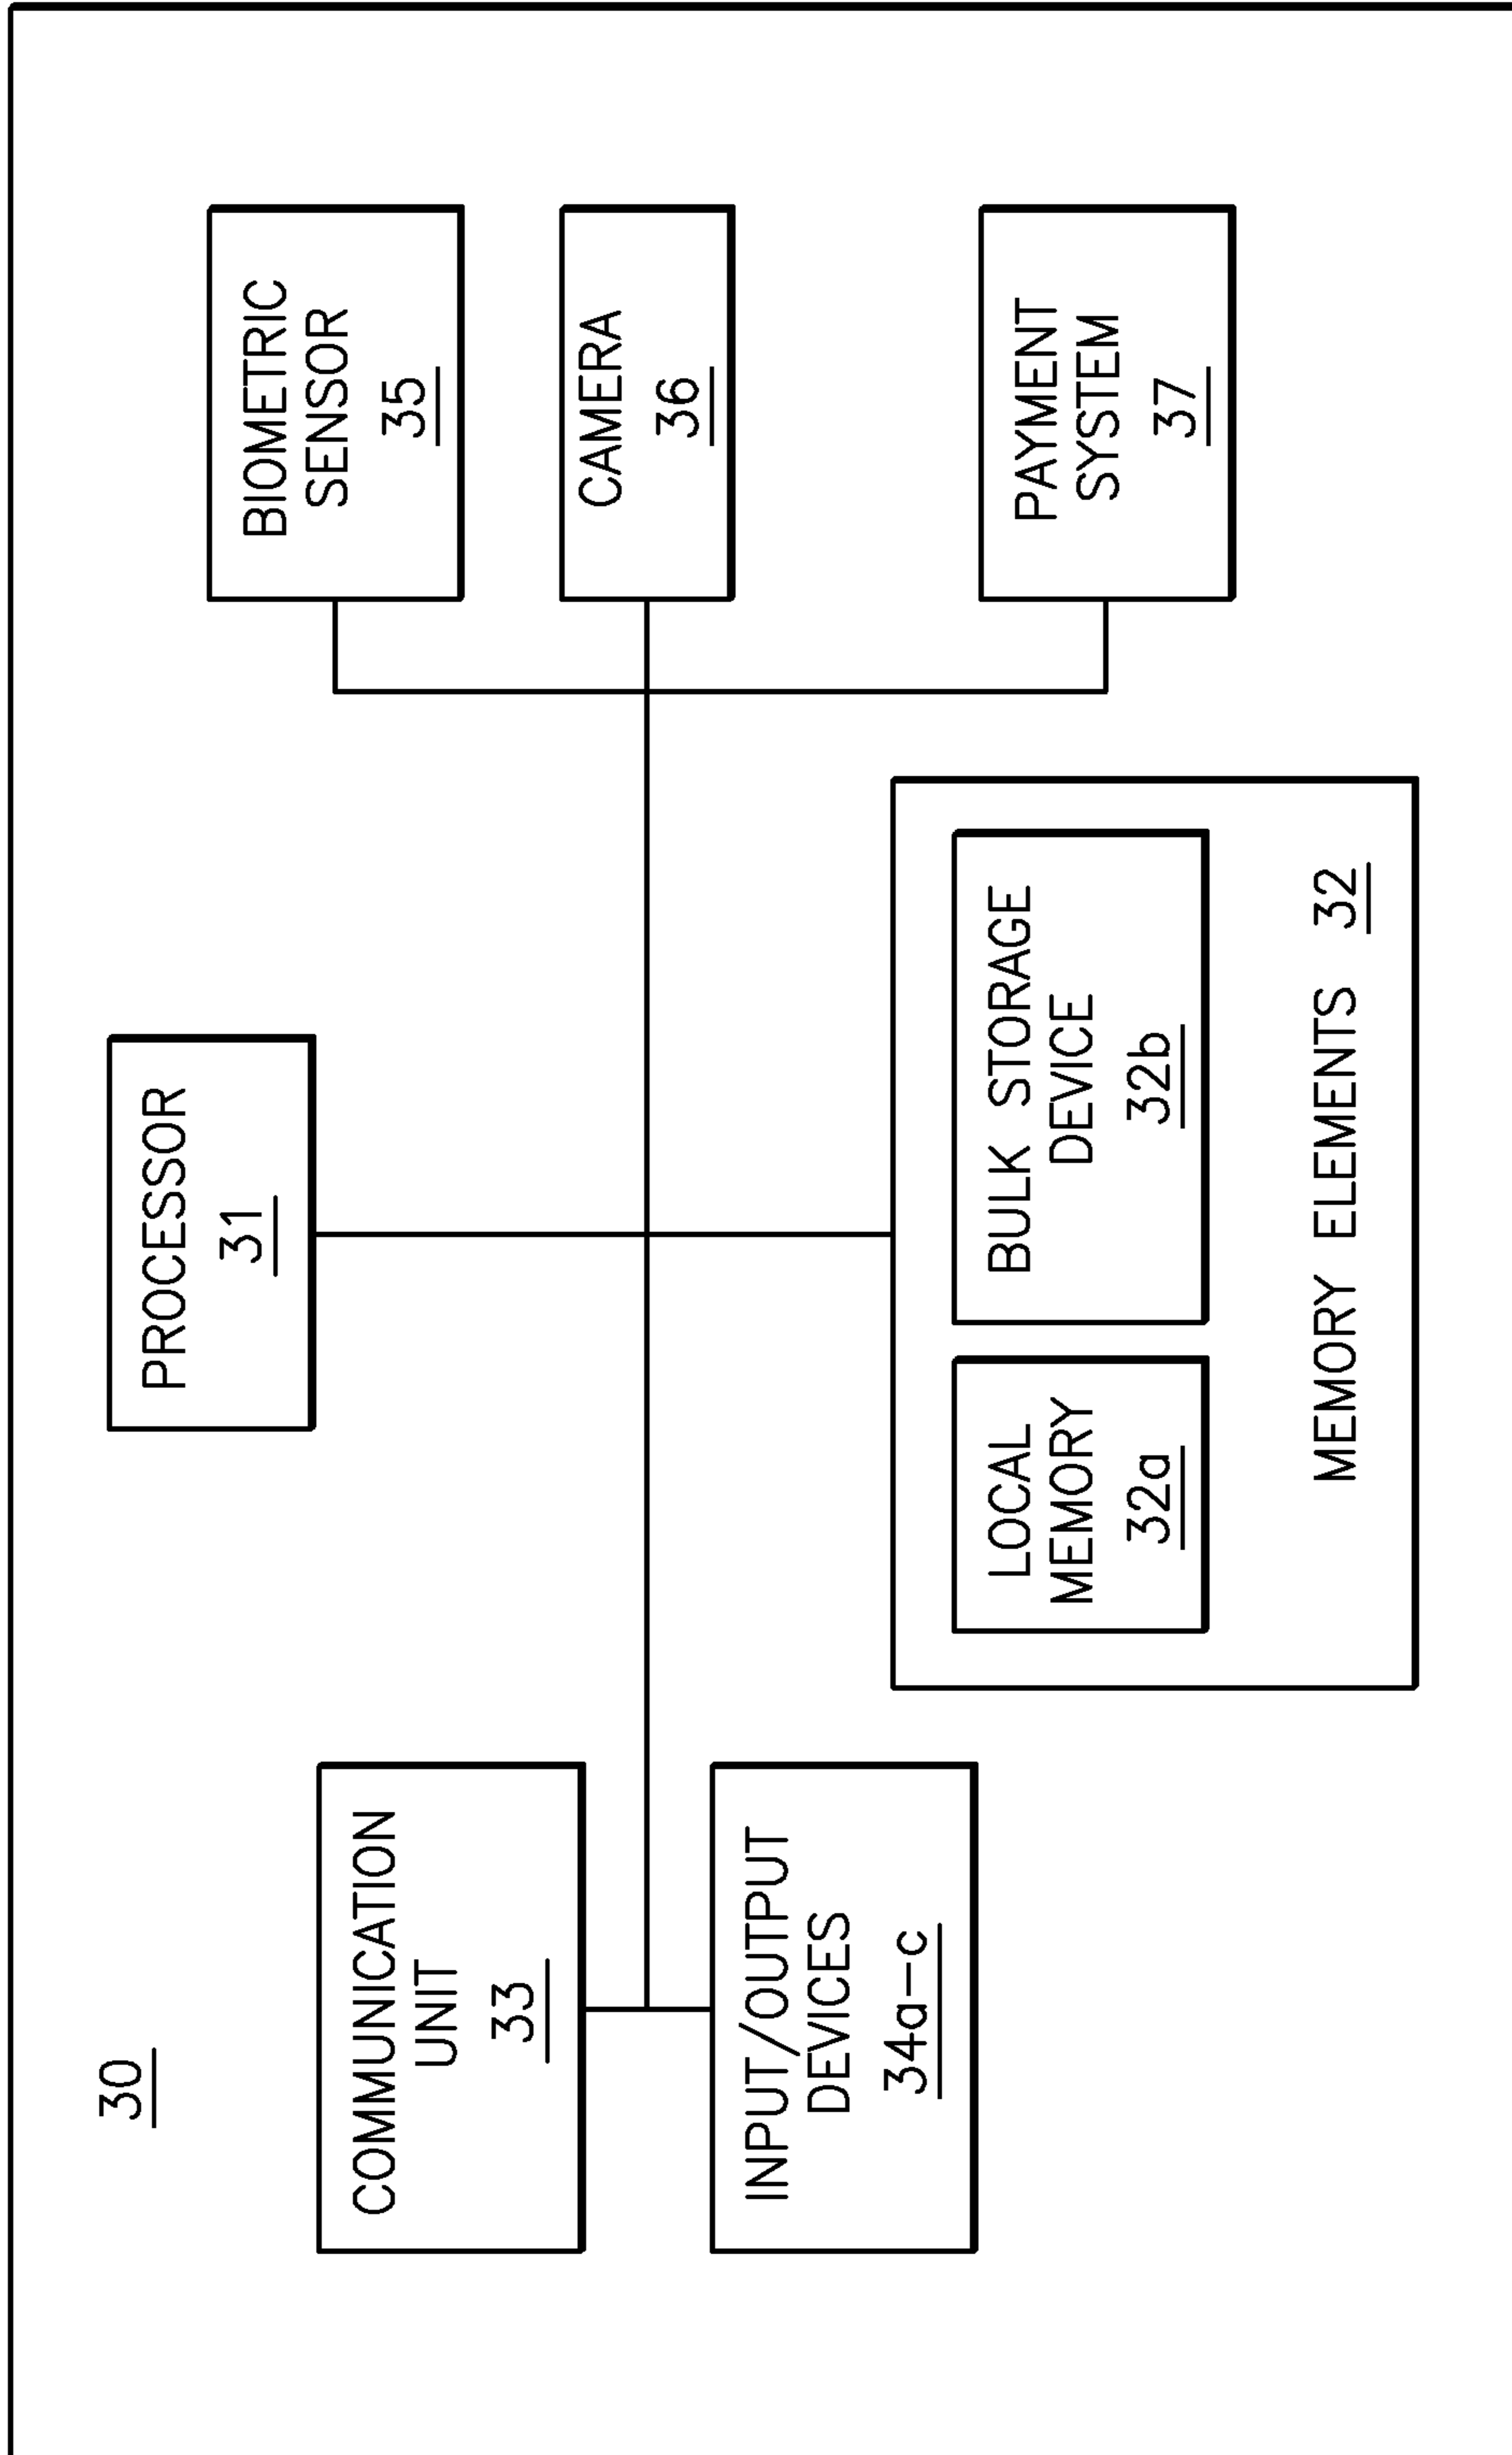 30
PROCESSOR
31
COMMUNICATION
UNIT
33
BIOMETRIC
SENSOR
35
CAMERA
36
INPUT/OUTPUT
DEVICES
34a-c
LOCAL
MEMORY
32a
BULK STORAGE
DEVICE
32b
MEMORY ELEMENTS 32
PAYMENT
SYSTEM
37